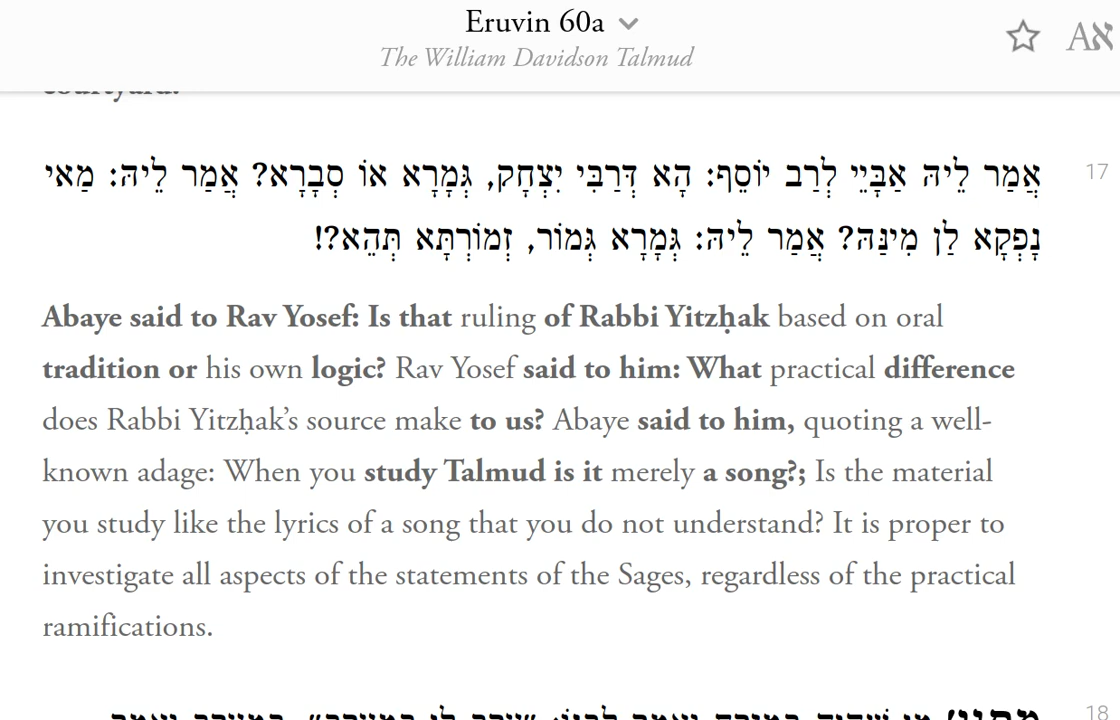 Eruvin 60a
The William Davidson Talmud
courtyard.
אֲמַר לֵיהּ אַבָּיֵי לְרַב יוֹסֵף: הָא דְּרַבִּי יִצְחָק, גְּמָרָא אוֹ סְבָרָא? אֲמַר לֵיהּ: מַאי
17
נָפְקָא לַן מִינַּהּ? אֲמַר לֵיהּ: גְּמָרָא גְּמוֹר, זְמוֹרְתָּא תְּהֵא?!
Abaye said to Rav Yosef: Is that ruling of Rabbi Yitzḥak based on oral
tradition or his own logic? Rav Yosef said to him: What practical difference
does Rabbi Yitzḥak’s source make to us? Abaye said to him, quoting a well-
known adage: When you study Talmud is it merely a song?; Is the material
you study like the lyrics of a song that you do not understand? It is proper to
investigate all aspects of the statements of the Sages, regardless of the practical
ramifications.
18